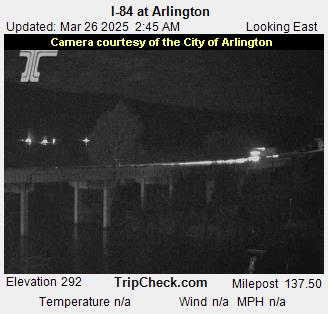 I-84 at Arlington
Updated: Mar 26 2025 2:45 AM Looking East
Camera courtesy of the City of Arlington
Elevation 292 TripCheck.com Milepost 137.50
Temperature n/a Wind n/a MPH n/a